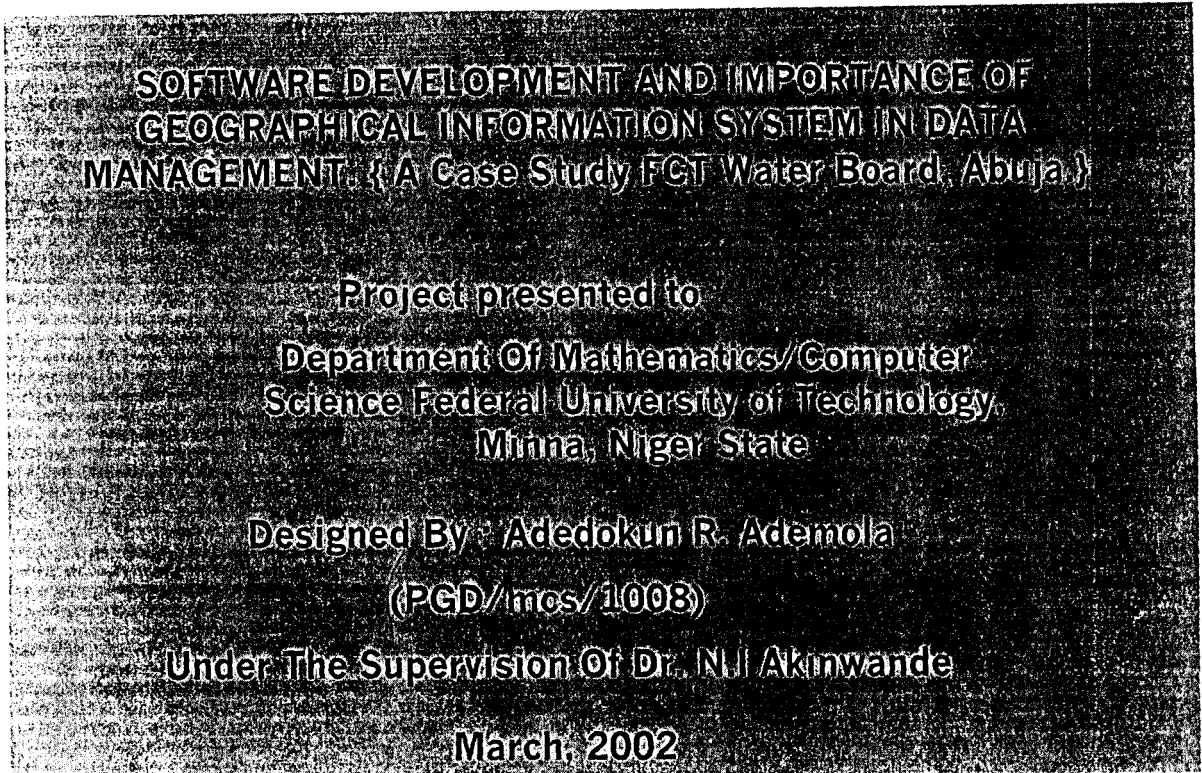 SOFTWARE DEVELOPMENT AND IMPORTANCE OF
GEOGRAPHICAL INFORMATION SYSTEM IN DATA
MANAGEMENT. { A Case Study FCT Water Board, Abuja.}
Project presented to
Department Of Mathematics/Computer
Science Federal University of Technology,
Minna, Niger State
Designed By : Adedokun R. Ademola
(PGD/mcs/1008)
Under The Supervision Of Dr. N.I Akinwande
March, 2002